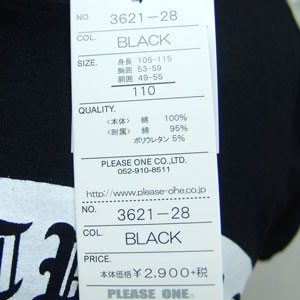 NO. 3621-28
COL. BLACK
SIZE. 身長 105-115
胸囲 53-59
胴囲 49-55
110
QUALITY.
<本体> 綿 100%
<附属> 綿 95%
ポリウレタン 5%
PLEASE ONE CO.,LTD.
052-910-8511
http://www.please-one.co.jp
NO. 3621-28
COL. BLACK
PRICE.
本体価格 ¥2,900+税
PLEASE ONE